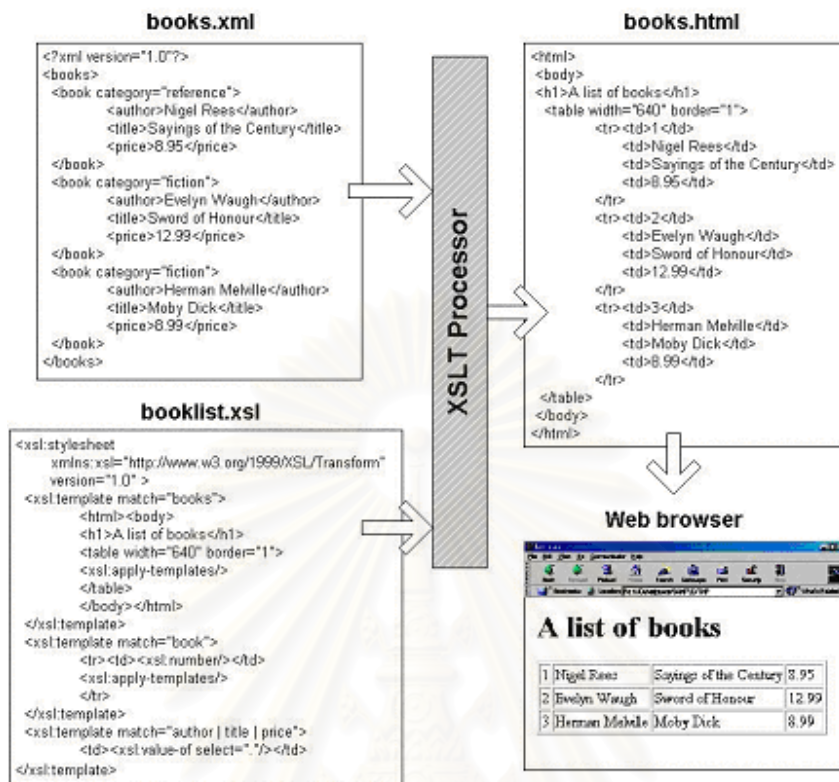 books.xml
<?xml version="1.0"?>
<books>
<book category="reference">
<author>Nigel Rees</author>
<title>Sayings of the Century</title>
<price>8.95</price>
</book>
<book category="fiction">
<author>Evelyn Waugh</author>
<title>Sword of Honour</title>
<price>12.99</price>
</book>
<book category="fiction">
<author>Herman Melville</author>
<title>Moby Dick</title>
<price>8.99</price>
</book>
</books>
booklist.xsl
<xsl:stylesheet
xmlns:xsl="http://www.w3.org/1999/XSL/Transform"
version="1.0" >
<xsl:template match="books">
<html><body>
<h1>A list of books</h1>
<table width="640" border="1">
<xsl:apply-templates/>
</table>
</body></html>
</xsl:template>
<xsl:template match="book">
<tr><td><xsl:number/></td>
<xsl:apply-templates/>
</tr>
</xsl:template>
<xsl:template match="author | title | price">
<td><xsl:value-of select="."/></td>
</xsl:template>
XSLT Processor
books.html
<html>
<body>
<h1>A list of books</h1>
<table width="640" border="1">
<tr><td>1</td>
<td>Nigel Rees</td>
<td>Sayings of the Century</td>
<td>8.95</td>
</tr>
<tr><td>2</td>
<td>Evelyn Waugh</td>
<td>Sword of Honour</td>
<td>12.99</td>
</tr>
<tr><td>3</td>
<td>Herman Melville</td>
<td>Moby Dick</td>
<td>8.99</td>
</tr>
</table>
</body>
</html>
Web browser
A list of books
1 Nigel Rees Sayings of the Century 8.95
2 Evelyn Waugh Sword of Honour 12.99
3 Herman Melville Moby Dick 8.99